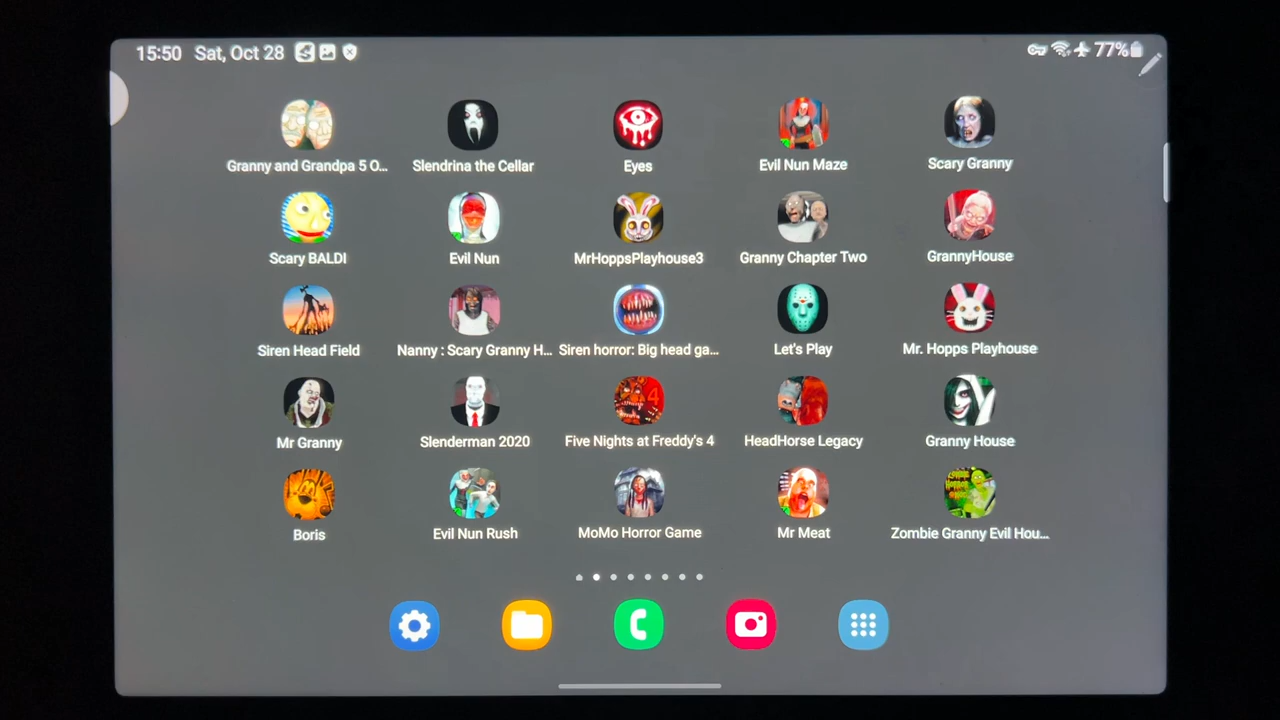 15:50 Sat, Oct 28 77%
Granny and Grandpa 5 O... Slendrina the Cellar Eyes Evil Nun Maze Scary Granny
Scary BALDI Evil Nun MrHoppsPlayhouse3 Granny Chapter Two GrannyHouse
Siren Head Field Nanny : Scary Granny H... Siren horror: Big head ga... Let's Play Mr. Hopps Playhouse
4
Mr Granny Slenderman 2020 Five Nights at Freddy's 4 HeadHorse Legacy Granny House
Boris Evil Nun Rush MoMo Horror Game Mr Meat Zombie Granny Evil Hou...